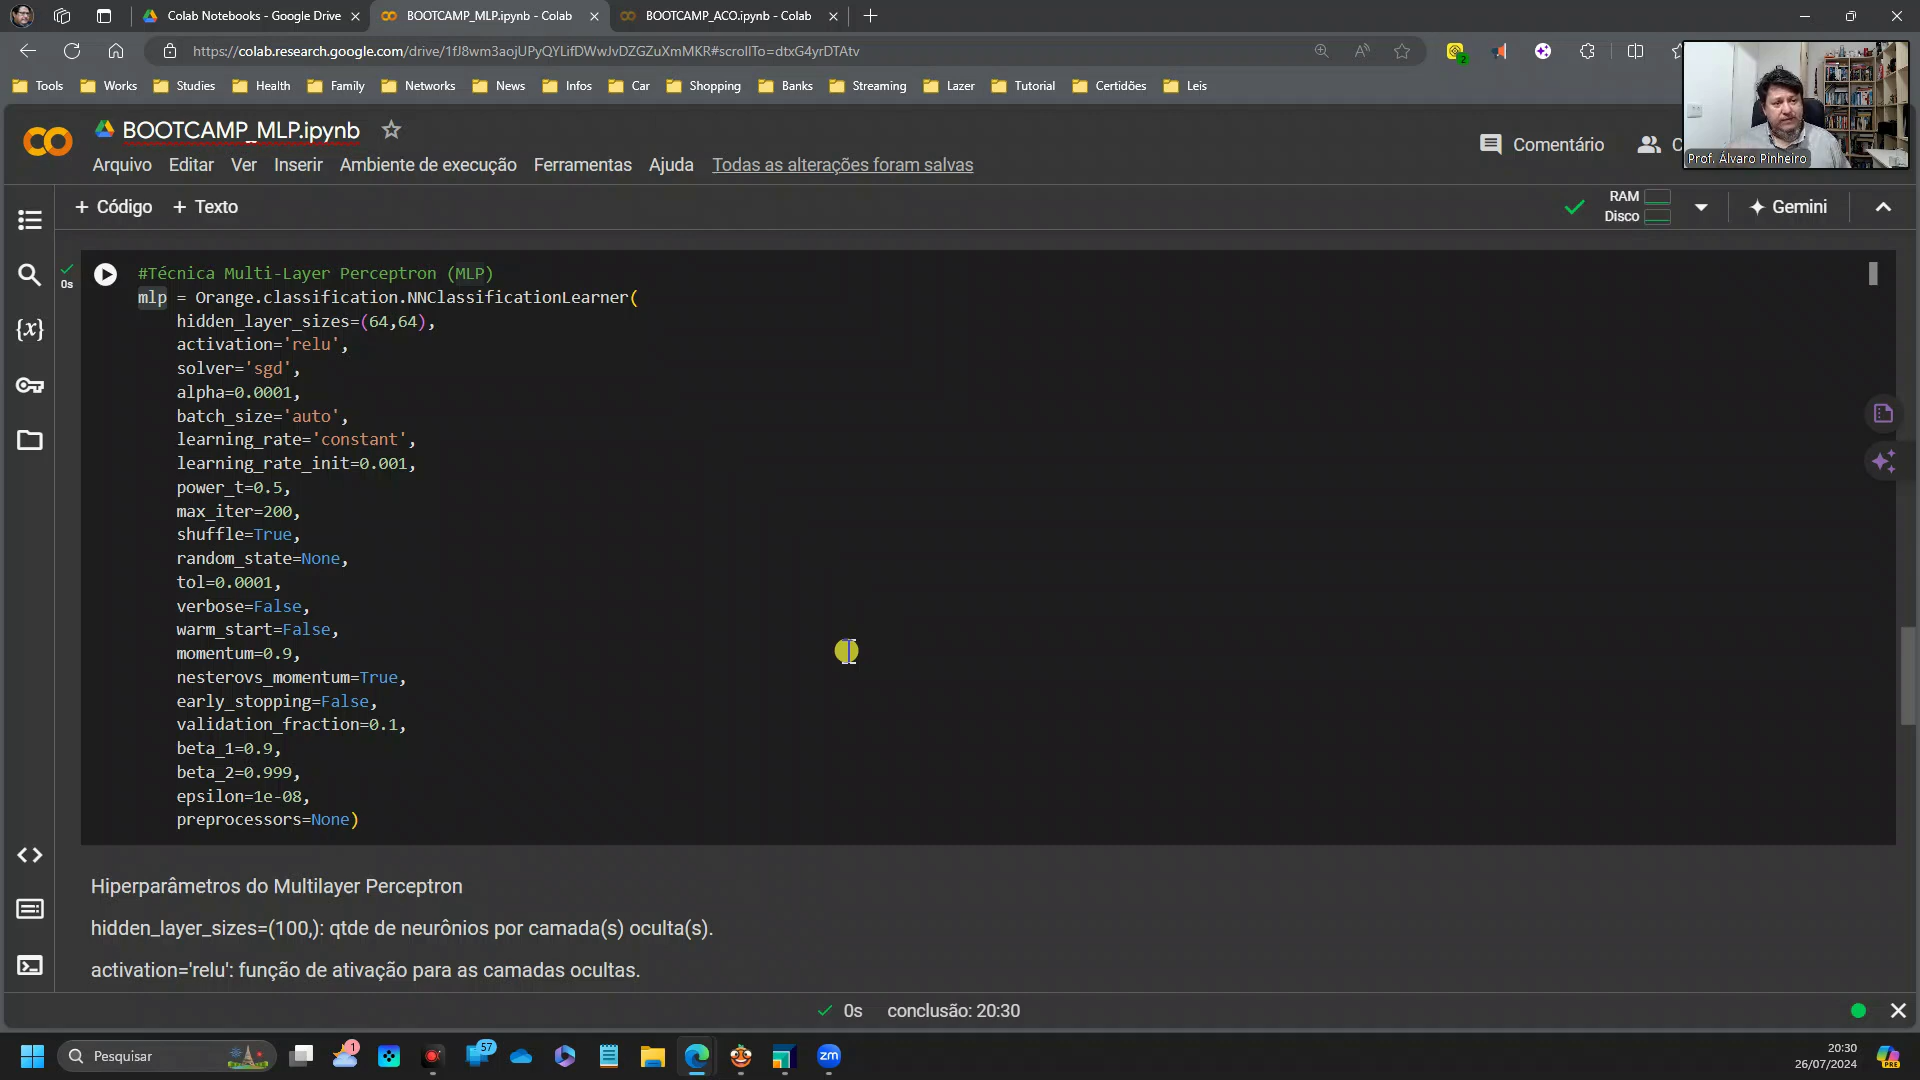 Colab Notebooks - Google Drive
BOOTCAMP_MLP.ipynb - Colab
BOOTCAMP_ACO.ipynb - Colab
https://colab.research.google.com/drive/1fJ8wm3aojUPyQYLifDWwJvDZGZuXmMKR#scrollTo=dtxG4yrDTAtv
2
Tools
Works
Studies
Health
Family
Networks
News
Infos
Car
Shopping
Banks
Streaming
Lazer
Tutorial
Certidões
Leis
BOOTCAMP_MLP.ipynb
Arquivo Editar Ver Inserir Ambiente de execução Ferramentas Ajuda Todas as alterações foram salvas
Comentário
Prof. Álvaro Pinheiro
+ Código + Texto
RAM
Disco
Gemini
0s
#Técnica Multi-Layer Perceptron (MLP)
mlp = Orange.classification.NNClassificationLearner(
hidden_layer_sizes=(64,64),
activation='relu',
solver='sgd',
alpha=0.0001,
batch_size='auto',
learning_rate='constant',
learning_rate_init=0.001,
power_t=0.5,
max_iter=200,
shuffle=True,
random_state=None,
tol=0.0001,
verbose=False,
warm_start=False,
momentum=0.9,
nesterovs_momentum=True,
early_stopping=False,
validation_fraction=0.1,
beta_1=0.9,
beta_2=0.999,
epsilon=1e-08,
preprocessors=None)
Hiperparâmetros do Multilayer Perceptron
hidden_layer_sizes=(100,): qtde de neurônios por camada(s) oculta(s).
activation='relu': função de ativação para as camadas ocultas.
0s conclusão: 20:30
Pesquisar
1
57
zm
20:30
26/07/2024
PRE